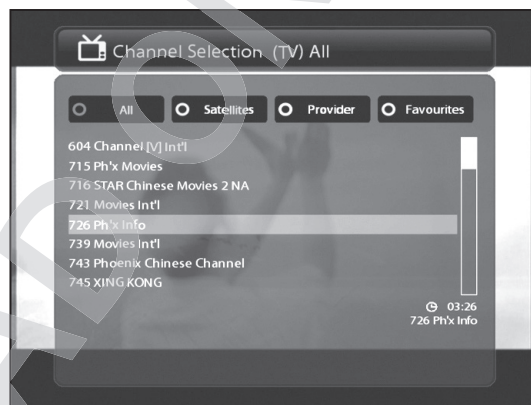 Channel Selection (TV) All
All Satellites Provider Favourites
604 Channel [V] Int'l
715 Ph'x Movies
716 STAR Chinese Movies 2 NA
721 Movies Int'l
726 Ph'x Info
739 Movies Int'l
743 Phoenix Chinese Channel
745 XING KONG
03:26
726 Ph'x Info